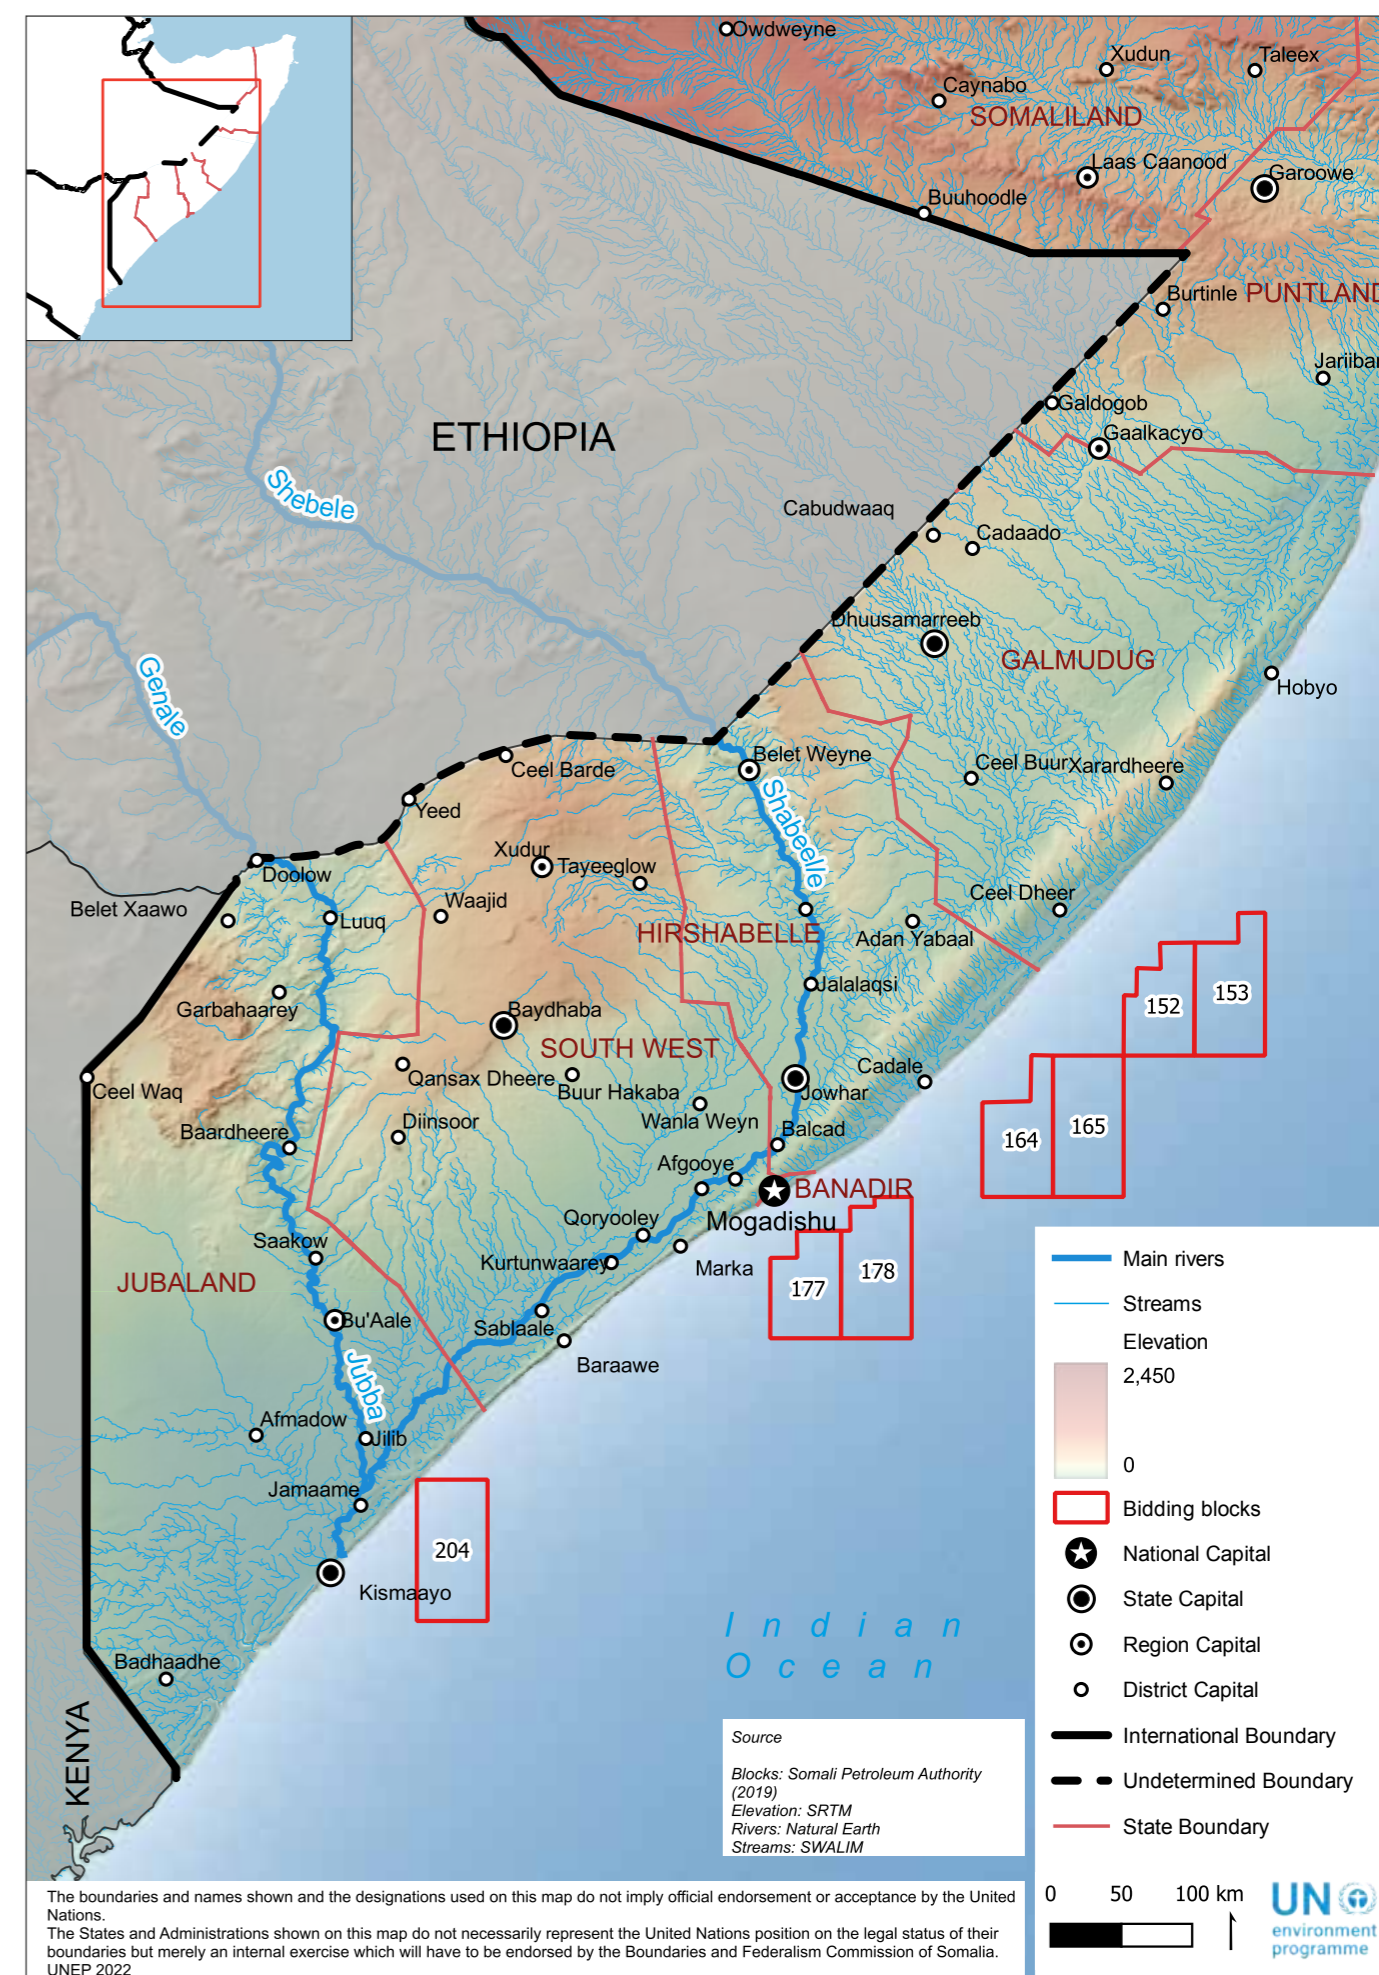 Owdweyne
Xudun
Taleex
Caynabo
SOMALILAND
Laas Caanood
Garoowe
Buuhoodle
Burtinle
PUNTLAND
Jariiban
ETHIOPIA
Galdogob
Gaalkacyo
Shebele
Cabudwaaq
Cadaado
Dhuusamarreeb
GALMUDUG
Genale
Hobyo
Belet Weyne
Ceel Barde
Ceel Buur
Xarardheere
Yeed
Shabeelle
Xudur
Tayeeglow
Doolow
Waajid
Belet Xaawo
Luuq
Ceel Dheer
HIRSHABELLE
Adan Yabaal
Jalalaqsi
Garbahaarey
Baydhaba
152
153
SOUTH WEST
Cadale
Qansax Dheere
Buur Hakaba
Ceel Waq
Jowhar
Wanla Weyn
Diinsoor
Baardheere
Balcad
164
165
Afgooye
BANADIR
Mogadishu
Qoryooley
Saakow
Kurtunwaarey
Marka
JUBALAND
177
178
Bu'Aale
Sablaale
Baraawe
Jubba
Afmadow
Jilib
Jamaame
204
Kismaayo
Indian
Ocean
Badhaadhe
KENYA
Main rivers
Streams
Elevation
2,450
0
Bidding blocks
National Capital
State Capital
Region Capital
District Capital
International Boundary
Undetermined Boundary
State Boundary
Source
Blocks: Somali Petroleum Authority
(2019)
Elevation: SRTM
Rivers: Natural Earth
Streams: SWALIM
0 50 100 km
UN
environment
programme
The boundaries and names shown and the designations used on this map do not imply official endorsement or acceptance by the United
Nations.
The States and Administrations shown on this map do not necessarily represent the United Nations position on the legal status of their
boundaries but merely an internal exercise which will have to be endorsed by the Boundaries and Federalism Commission of Somalia.
UNEP 2022